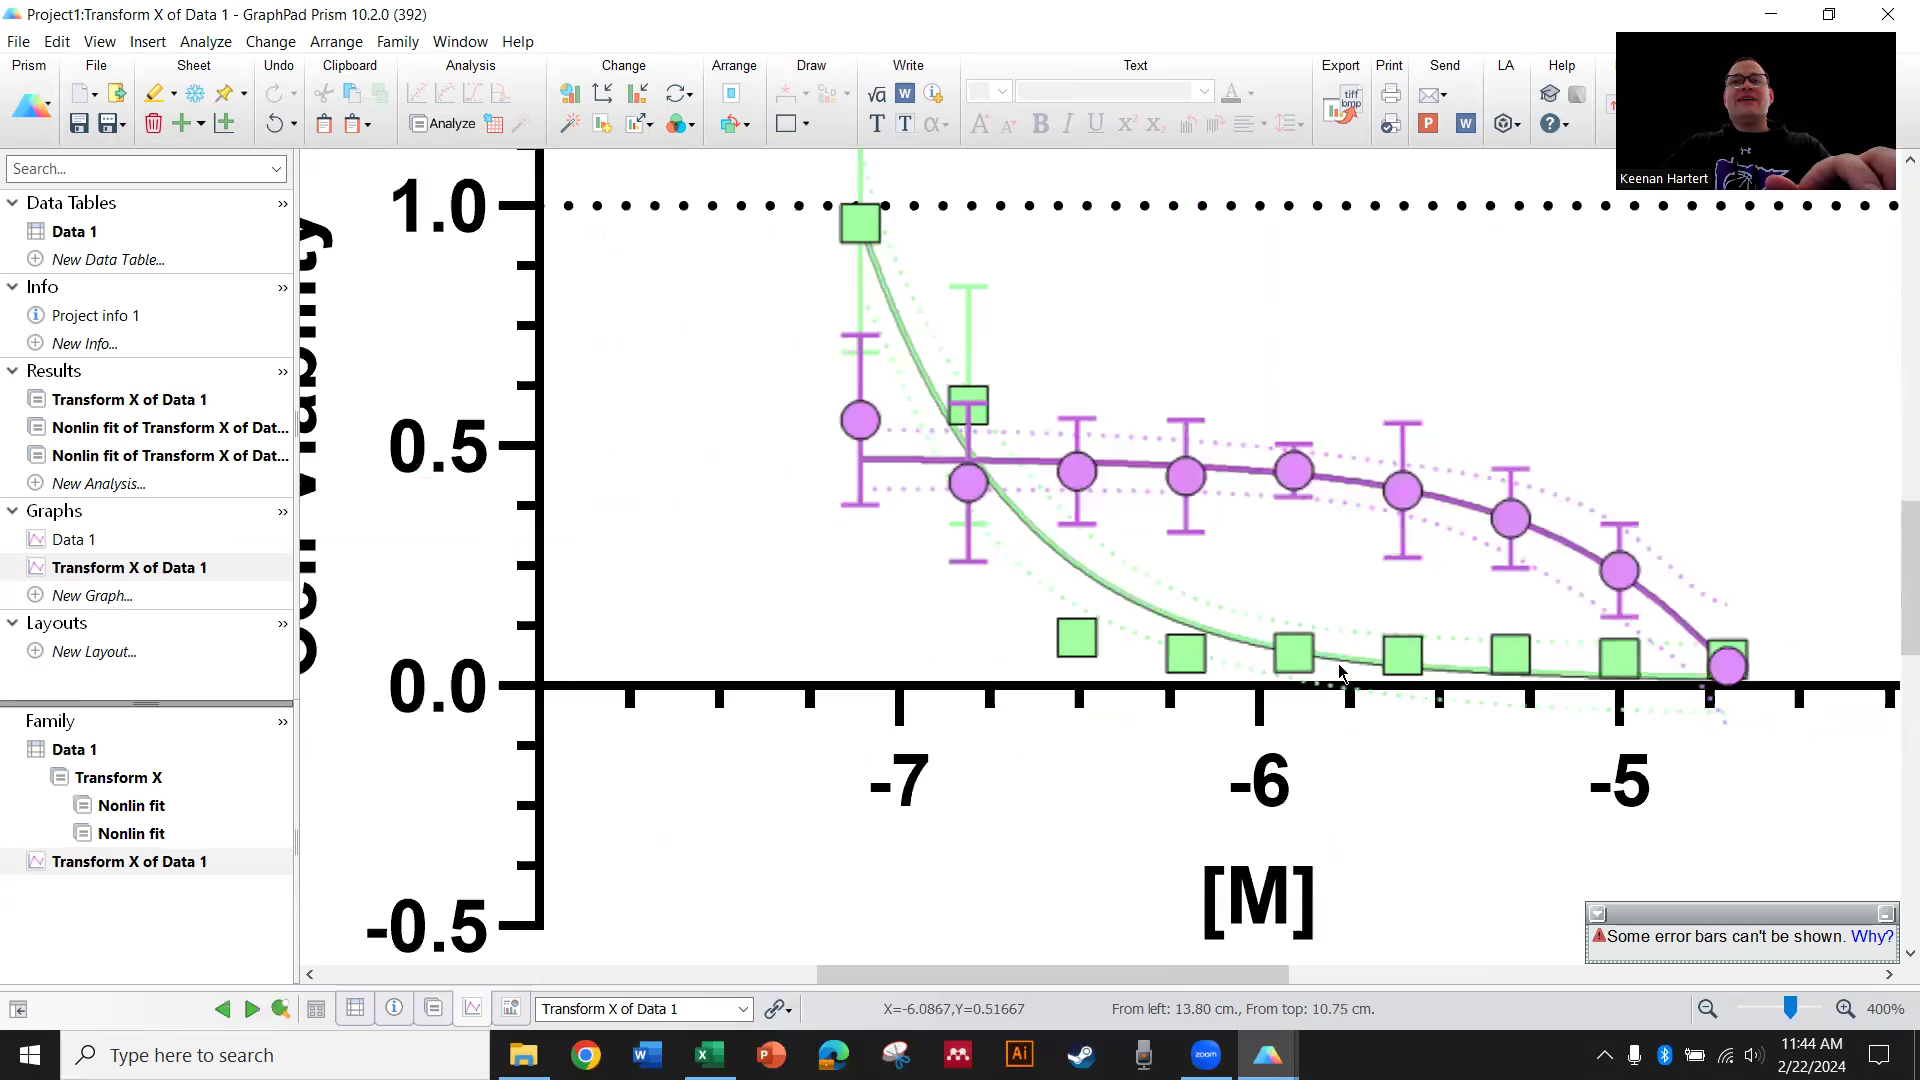 Project1:Transform X of Data 1 - GraphPad Prism 10.2.0 (392)
File Edit View Insert Analyze Change Arrange Family Window Help
Prism File Sheet Undo Clipboard Analysis Change Arrange Draw Write Text Export Print Send LA Help
Analyze
tiff
bmp
Keenan Hartert
Search...
Data Tables
Data 1
New Data Table...
Info
Project info 1
New Info...
Results
Transform X of Data 1
Nonlin fit of Transform X of Dat...
Nonlin fit of Transform X of Dat...
New Analysis...
Graphs
Data 1
Transform X of Data 1
New Graph...
Layouts
New Layout...
Family
Data 1
Transform X
Nonlin fit
Nonlin fit
Transform X of Data 1
1.0
0.5
0.0
-0.5
-7 -6 -5
[M]
Some error bars can't be shown. Why?
Transform X of Data 1
X=-6.0867,Y=0.51667
From left: 13.80 cm., From top: 10.75 cm.
400%
Type here to search
zoom
11:44 AM
2/22/2024